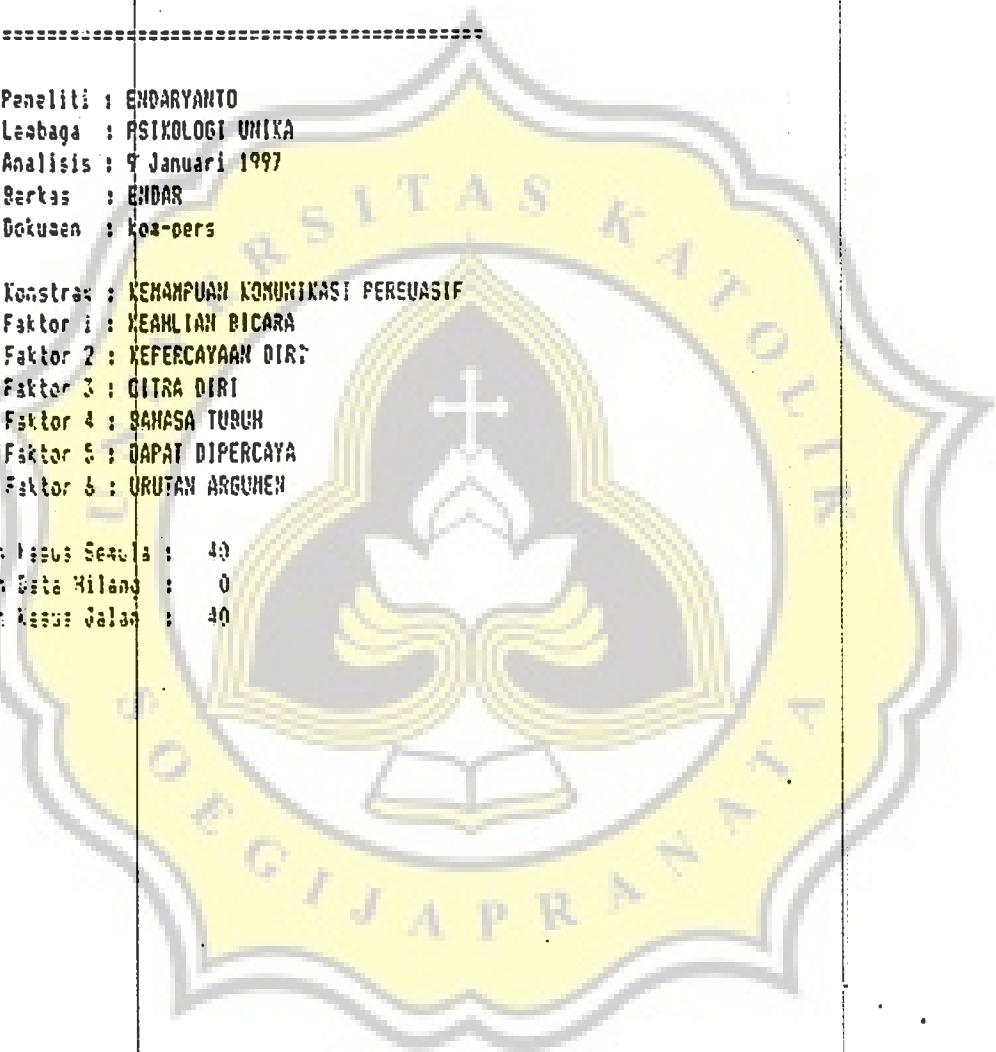 ==========================================
Peneliti : ENDARYANTO
Lembaga : PSIKOLOGI UNIKA
Analisis : 9 Januari 1997
Berkas : ENDAR
Dokumen : kom-pers
Konstrak : KEMAMPUAN KOMUNIKASI PERSUASIF
Faktor 1 : KEAHLIAN BICARA
Faktor 2 : KEPERCAYAAN DIRI
Faktor 3 : CITRA DIRI
Faktor 4 : BAHASA TUBUH
Faktor 5 : DAPAT DIPERCAYA
Faktor 6 : URUTAN ARGUMEN
Kasus Semula : 40
Data Hilang : 0
Kasus Jalan : 40
UNIVERSITAS KATOLIK
SOEGIJAPRANATA